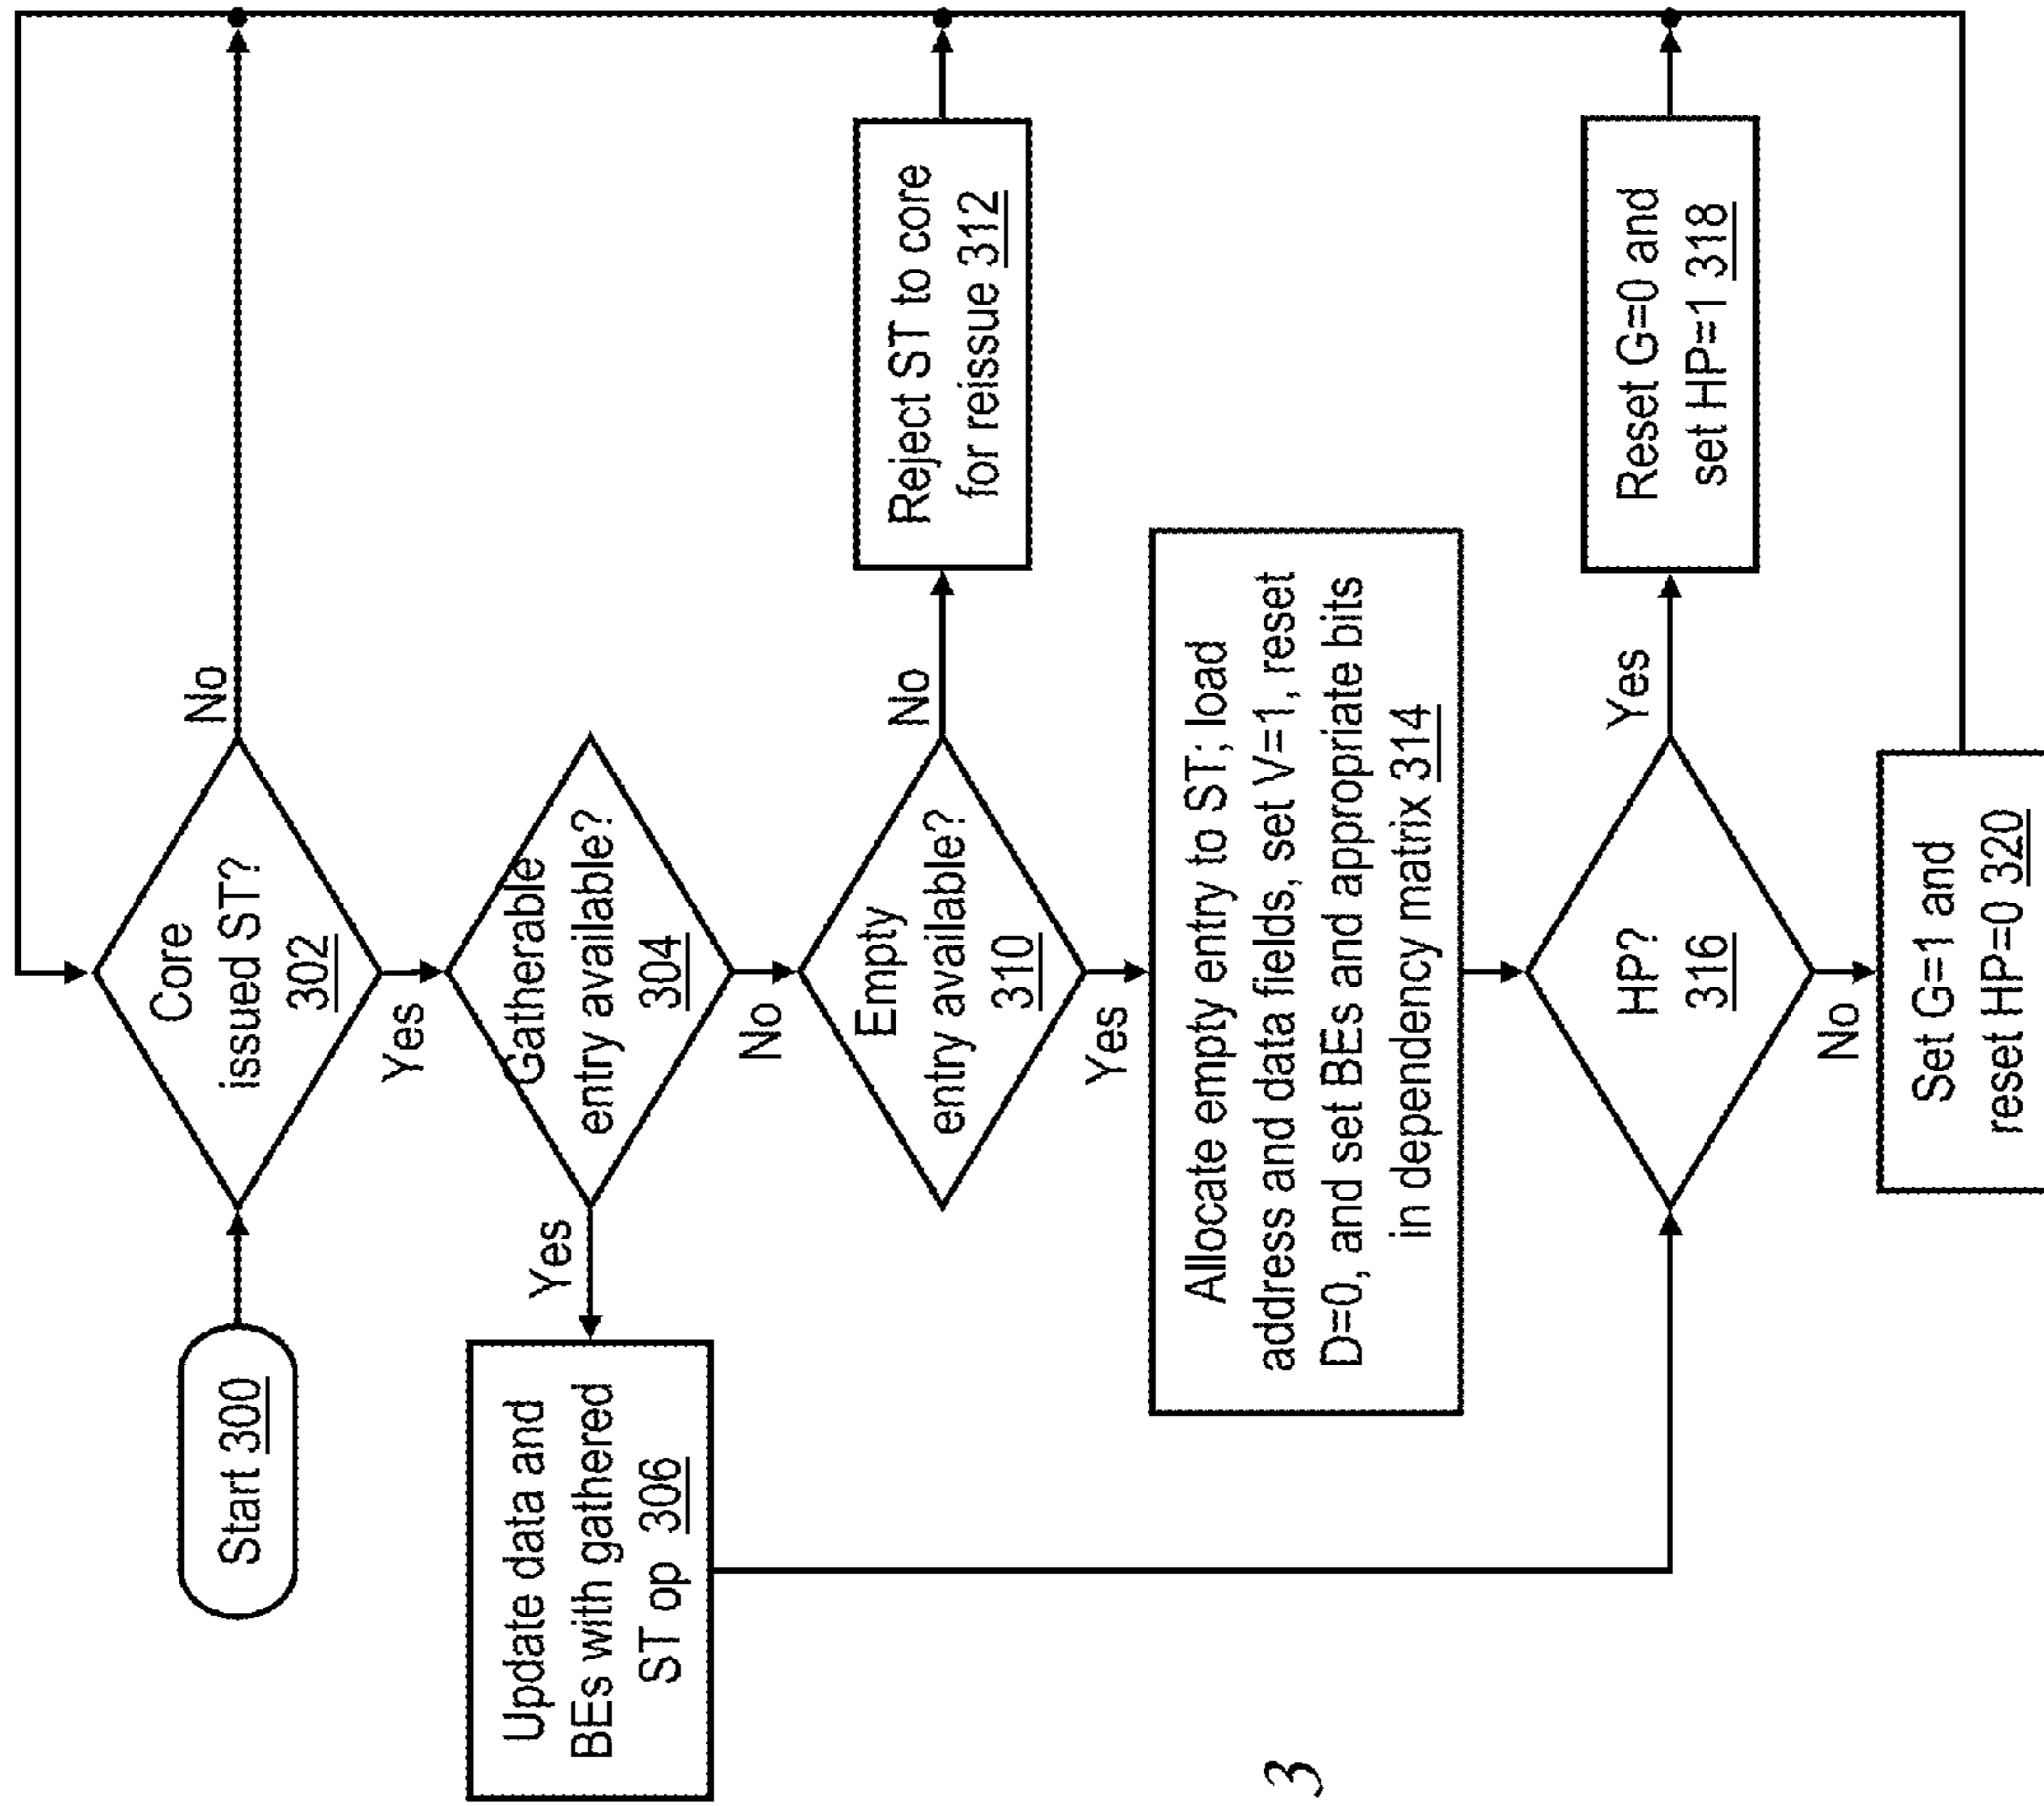 Start 300
Core
issued ST?
302
No
Yes
Gatherable
entry available?
304
Yes
No
Update data and
BEs with gathered
ST op 306
Empty
entry available?
310
No
Yes
Reject ST to core
for reissue 312
Allocate empty entry to ST; load
address and data fields, set V=1, reset
D=0, and set BEs and appropriate bits
in dependency matrix 314
HP?
316
Yes
No
Reset G=0 and
set HP=1 318
Set G=1 and
reset HP=0 320
3